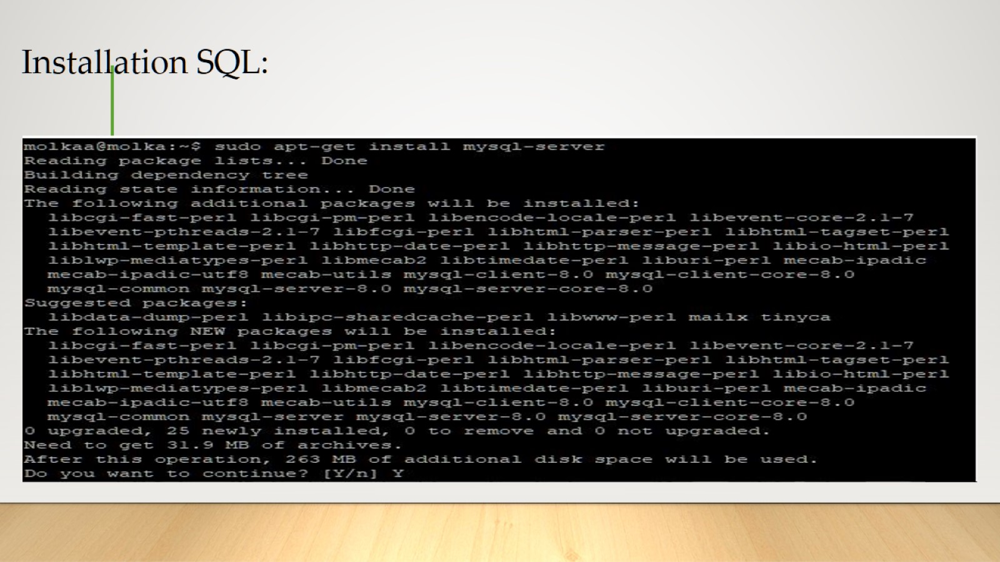 Installation SQL:
molkaa@molka:~$ sudo apt-get install mysql-server
Reading package lists... Done
Building dependency tree
Reading state information... Done
The following additional packages will be installed:
  libcgi-fast-perl libcgi-pm-perl libencode-locale-perl libevent-core-2.1-7
  libevent-pthreads-2.1-7 libfcgi-perl libhtml-parser-perl libhtml-tagset-perl
  libhtml-template-perl libhttp-date-perl libhttp-message-perl libio-html-perl
  liblwp-mediatypes-perl libmecab2 libtimedate-perl liburi-perl mecab-ipadic
  mecab-ipadic-utf8 mecab-utils mysql-client-8.0 mysql-client-core-8.0
  mysql-common mysql-server-8.0 mysql-server-core-8.0
Suggested packages:
  libdata-dump-perl libipc-sharedcache-perl libwww-perl mailx tinyca
The following NEW packages will be installed:
  libcgi-fast-perl libcgi-pm-perl libencode-locale-perl libevent-core-2.1-7
  libevent-pthreads-2.1-7 libfcgi-perl libhtml-parser-perl libhtml-tagset-perl
  libhtml-template-perl libhttp-date-perl libhttp-message-perl libio-html-perl
  liblwp-mediatypes-perl libmecab2 libtimedate-perl liburi-perl mecab-ipadic
  mecab-ipadic-utf8 mecab-utils mysql-client-8.0 mysql-client-core-8.0
  mysql-common mysql-server mysql-server-8.0 mysql-server-core-8.0
0 upgraded, 25 newly installed, 0 to remove and 0 not upgraded.
Need to get 31.9 MB of archives.
After this operation, 263 MB of additional disk space will be used.
Do you want to continue? [Y/n] Y